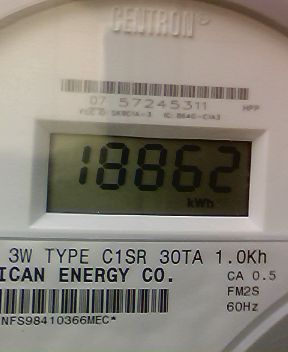 CENTRON®
07 57245311
HPP
18862
kWh
3W TYPE C1SR 30TA 1.0Kh
ICAN ENERGY CO.
CA 0.5
FM2S
60Hz
NFS98410366MEC*